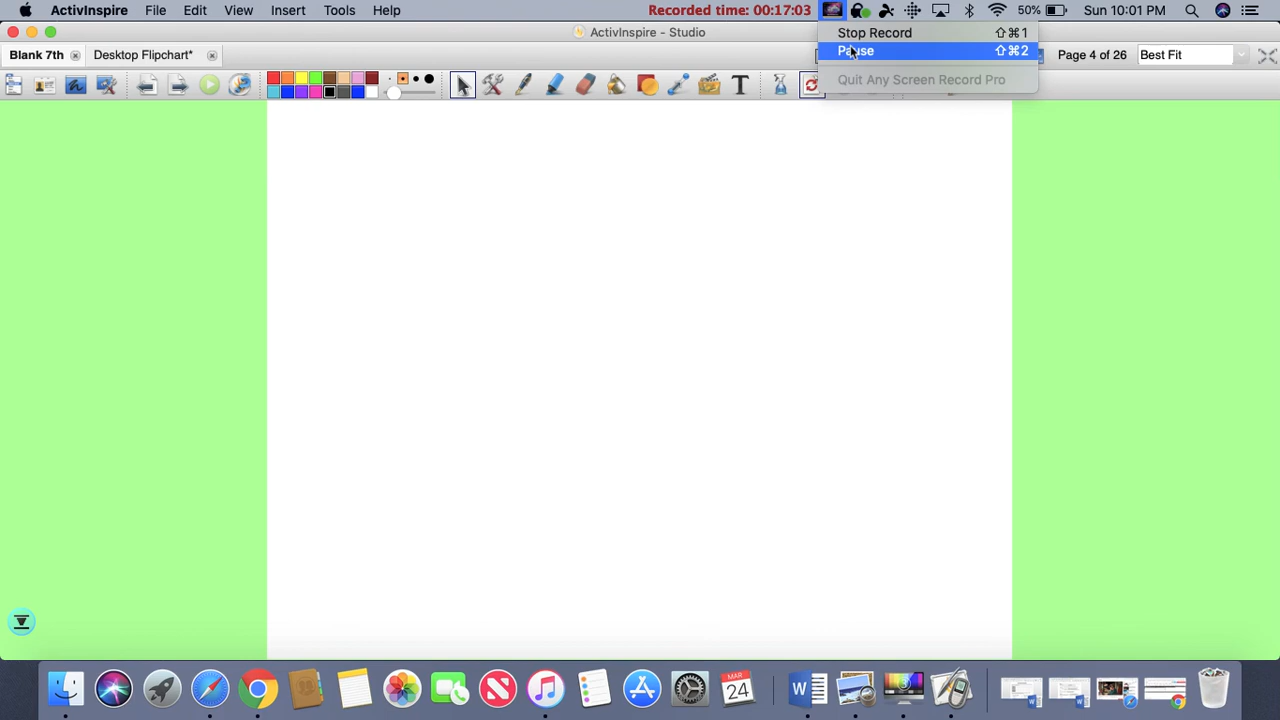 ActivInspire File Edit View Insert Tools Help Recorded time: 00:17:03 50% Sun 10:01 PM
Stop Record ⇧⌘1
Pause ⇧⌘2
Quit Any Screen Record Pro
ActivInspire - Studio
Blank 7th Desktop Flipchart* Page 4 of 26 Best Fit
T
MAR
24
W